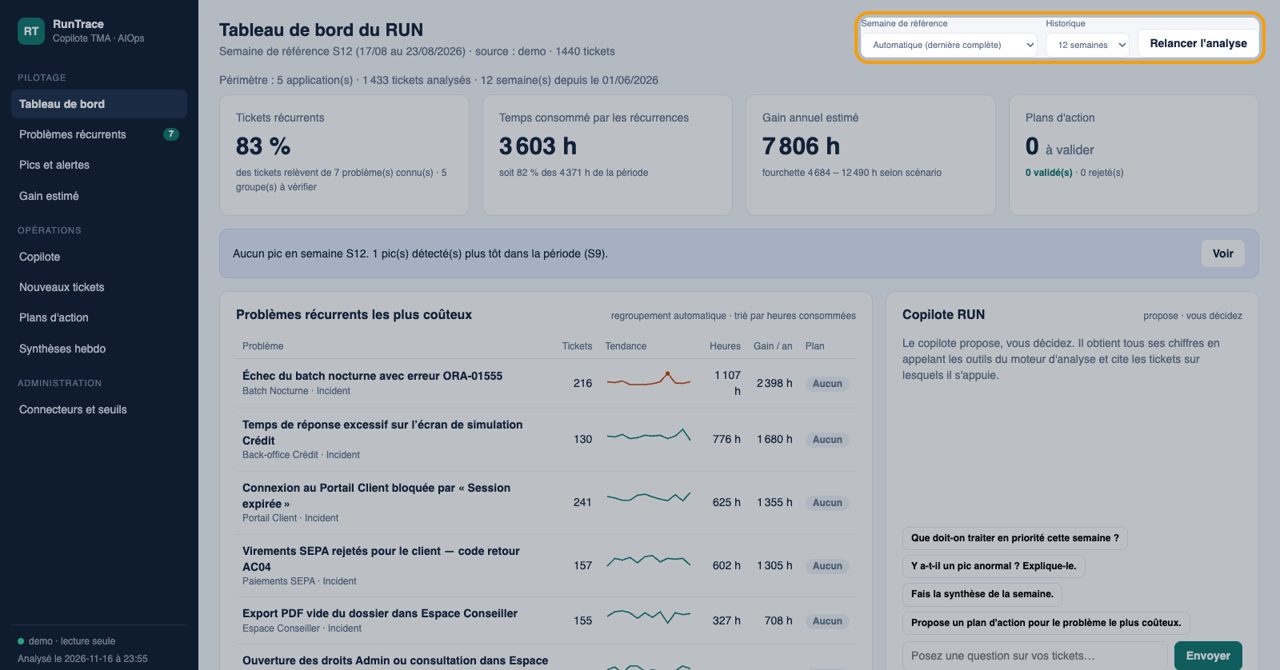 RT
RunTrace
Copilote TMA · AIOps
PILOTAGE
Tableau de bord
Problèmes récurrents
7
Pics et alertes
Gain estimé
OPÉRATIONS
Copilote
Nouveaux tickets
Plans d'action
Synthèses hebdo
ADMINISTRATION
Connecteurs et seuils
demo · lecture seule
Analysé le 2026-11-16 à 23:55
Tableau de bord du RUN
Semaine de référence S12 (17/08 au 23/08/2026) · source : demo · 1440 tickets
Semaine de référence
Automatique (dernière complète)
Historique
12 semaines
Relancer l'analyse
Périmètre : 5 application(s) · 1 433 tickets analysés · 12 semaine(s) depuis le 01/06/2026
Tickets récurrents
83 %
des tickets relèvent de 7 problème(s) connu(s) · 5
groupe(s) à vérifier
Temps consommé par les récurrences
3 603 h
soit 82 % des 4 371 h de la période
Gain annuel estimé
7 806 h
fourchette 4 684 – 12 490 h selon scénario
Plans d'action
0 à valider
0 validé(s) · 0 rejeté(s)
Aucun pic en semaine S12. 1 pic(s) détecté(s) plus tôt dans la période (S9).
Voir
Problèmes récurrents les plus coûteux
regroupement automatique · trié par heures consommées
Problème Tickets Tendance Heures Gain / an Plan
Échec du batch nocturne avec erreur ORA-01555
Batch Nocturne · Incident
216
1 107
h
2 398 h
Aucun
Temps de réponse excessif sur l'écran de simulation
Crédit
Back-office Crédit · Incident
130
776 h
1 680 h
Aucun
Connexion au Portail Client bloquée par « Session
expirée »
Portail Client · Incident
241
625 h
1 355 h
Aucun
Virements SEPA rejetés pour le client — code retour
AC04
Paiements SEPA · Incident
157
602 h
1 305 h
Aucun
Export PDF vide du dossier dans Espace Conseiller
Espace Conseiller · Incident
155
327 h
708 h
Aucun
Ouverture des droits Admin ou consultation dans Espace
Copilote RUN
propose · vous décidez
Le copilote propose, vous décidez. Il obtient tous ses chiffres en
appelant les outils du moteur d'analyse et cite les tickets sur
lesquels il s'appuie.
Que doit-on traiter en priorité cette semaine ?
Y a-t-il un pic anormal ? Explique-le.
Fais la synthèse de la semaine.
Propose un plan d'action pour le problème le plus coûteux.
Posez une question sur vos tickets…
Envoyer